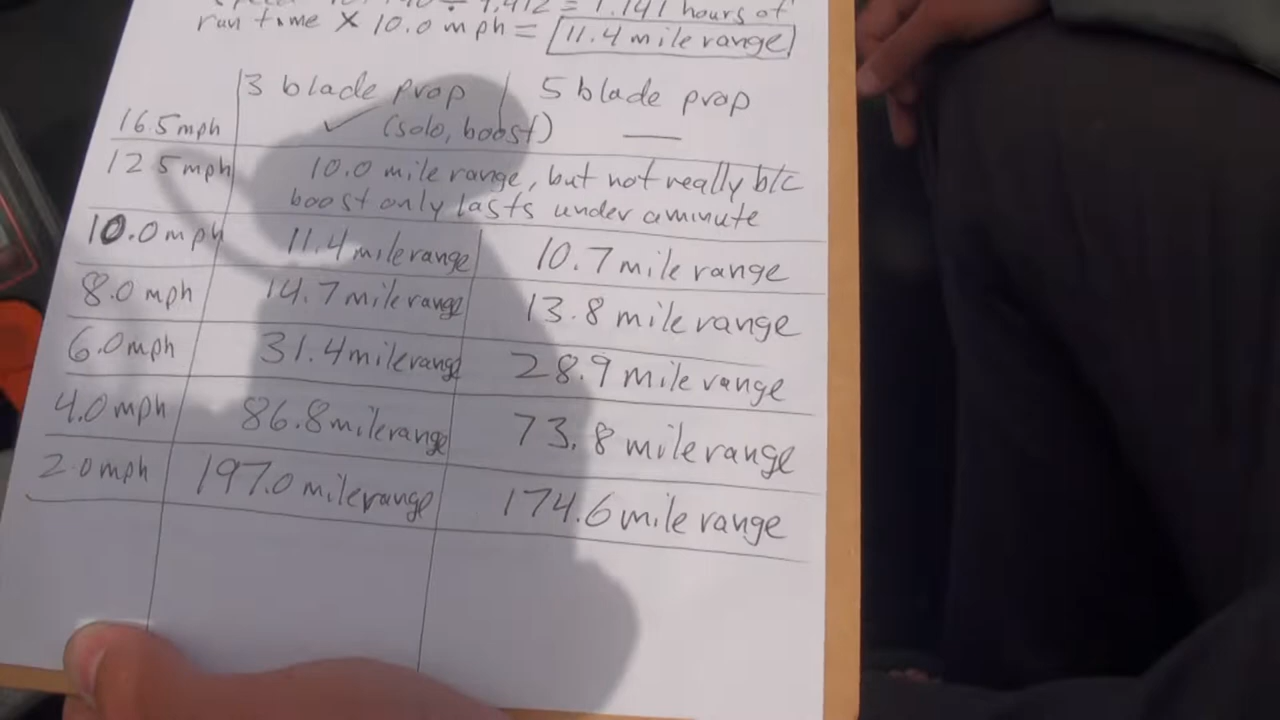 = 1.141 hours of
run time X 10.0 mph = 11.4 mile range
3 blade prop 5 blade prop
16.5 mph ✓ (solo, boost) —
12.5 mph 10.0 mile range, but not really b/c
boost only lasts under a minute
10.0 mph 11.4 mile range 10.7 mile range
8.0 mph 14.7 mile range 13.8 mile range
6.0 mph 31.4 mile range 28.9 mile range
4.0 mph 86.8 mile range 73.8 mile range
2.0 mph 197.0 mile range 174.6 mile range